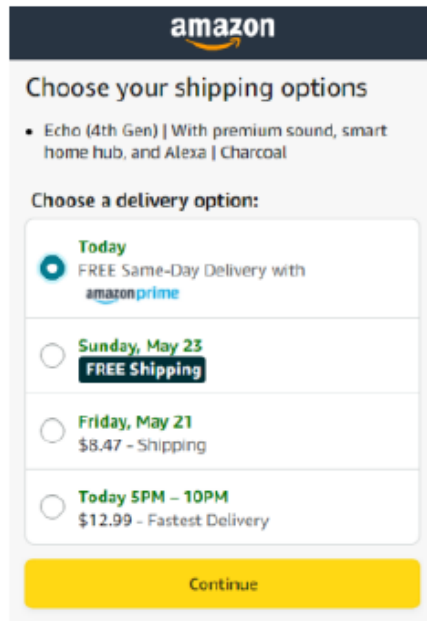 amazon
Choose your shipping options
• Echo (4th Gen) | With premium sound, smart
home hub, and Alexa | Charcoal
Choose a delivery option:
Today
FREE Same-Day Delivery with
amazonprime
Sunday, May 23
FREE Shipping
Friday, May 21
$8.47 - Shipping
Today 5PM – 10PM
$12.99 - Fastest Delivery
Continue